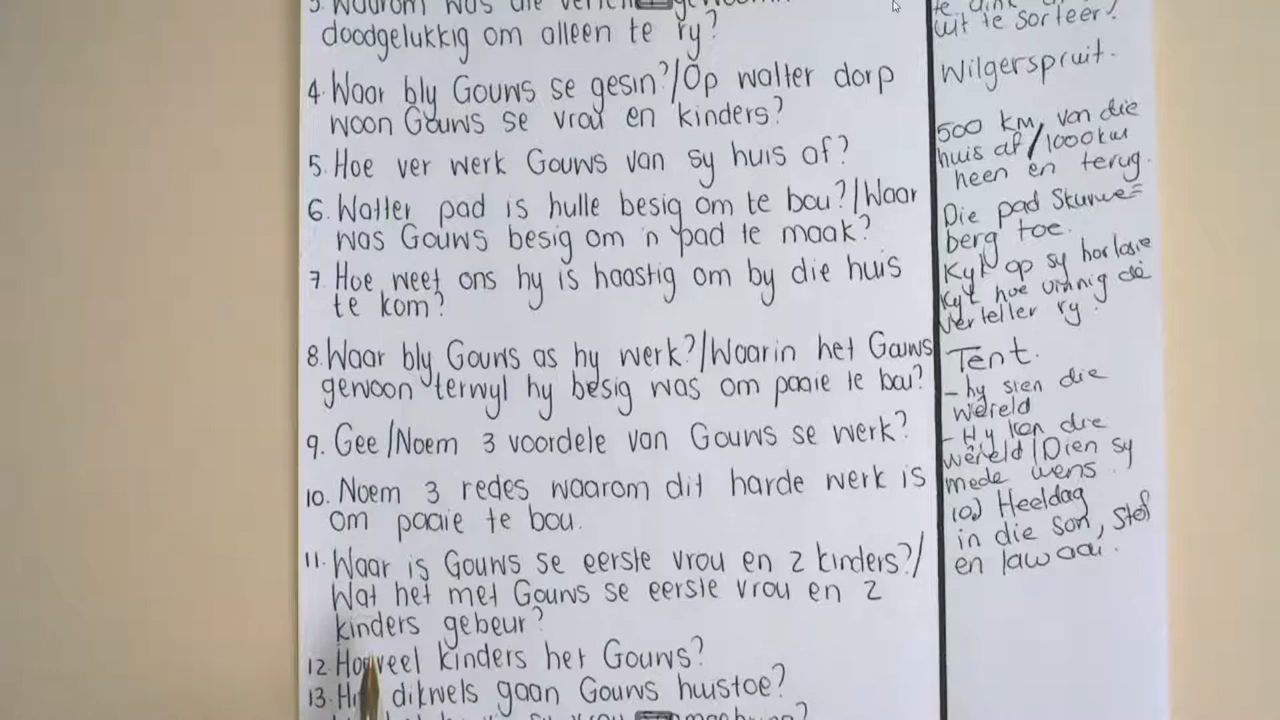 3. Waarom was die
doodgelukkig om alleen te ry?
4. Waar bly Gouws se gesin?/Op watter dorp
woon Gouws se vrou en kinders?
5. Hoe ver werk Gouws van sy huis af?
6. Watter pad is hulle besig om te bou?/Waar
was Gouws besig om 'n pad te maak?
7. Hoe weet ons hy is haastig om by die huis
te kom?
8. Waar bly Gouws as hy werk?/Waarin het Gouws
gewoon terwyl hy besig was om paaie te bou?
9. Gee/Noem 3 voordele van Gouws se werk?
10. Noem 3 redes waarom dit harde werk is
om paaie te bou.
11. Waar is Gouws se eerste vrou en 2 kinders?/
Wat het met Gouws se eerste vrou en 2
kinders gebeur?
12. Hoeveel kinders het Gouws?
13. dikwels gaan Gouws huistoe?
uit te sorteer!
Wilgerspruit.
500 km van die
huis af/1000km
heen en terug.
Die pad Skurwe=
berg toe.
Kyk op sy horlosie
Kyk hoe vinnig die
verteller ry.
Tent.
- hy sien die
wêreld
- Hy kan die
wêreld/Dien sy
mede mens.
10a) Heeldag
in die son, stof
en lawaai.